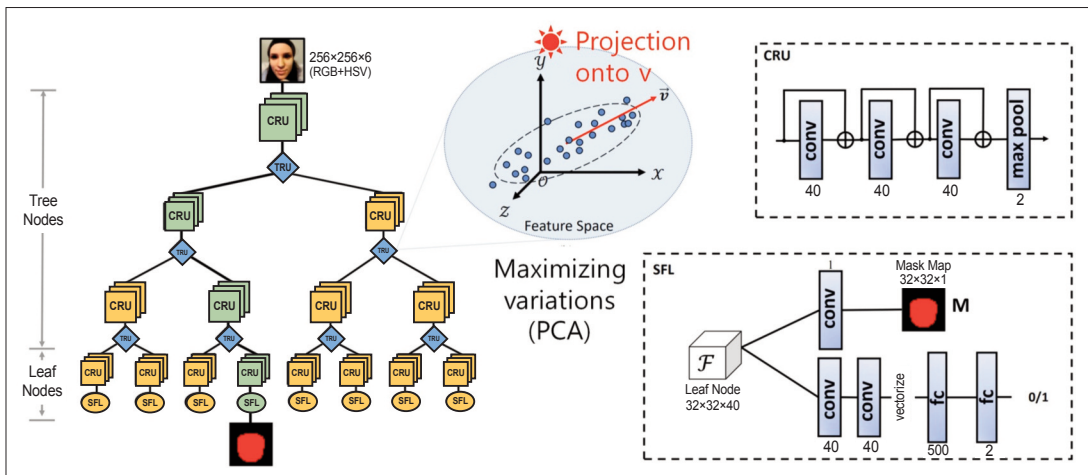 256×256×6
(RGB+HSV)
CRU
TRU
Tree
Nodes
CRU
CRU
TRU
TRU
CRU
CRU
CRU
CRU
TRU
TRU
TRU
TRU
Leaf
Nodes
CRU
CRU
CRU
CRU
CRU
CRU
CRU
CRU
SFL
SFL
SFL
SFL
SFL
SFL
SFL
SFL
Projection
onto v
y
v
x
o
z
Feature Space
Maximizing
variations
(PCA)
CRU
conv
conv
conv
max pool
40
40
40
2
SFL
1
conv
Mask Map
32×32×1
M
F
Leaf Node
32×32×40
conv
conv
vectorize
fc
fc
0/1
40
40
500
2